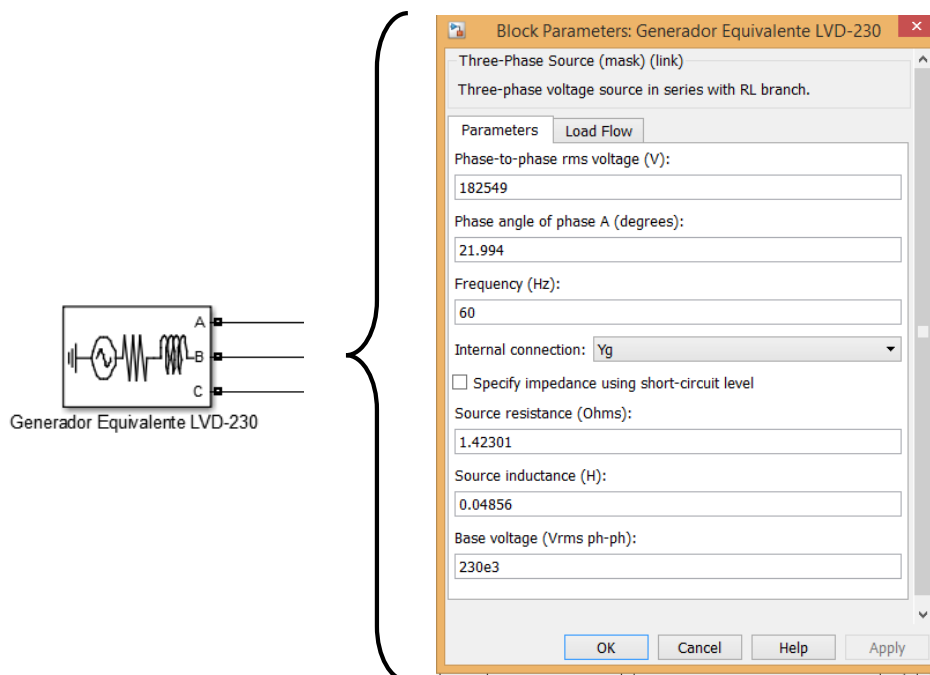 A
B
C
Generador Equivalente LVD-230
Block Parameters: Generador Equivalente LVD-230
Three-Phase Source (mask) (link)
Three-phase voltage source in series with RL branch.
Parameters
Load Flow
Phase-to-phase rms voltage (V):
182549
Phase angle of phase A (degrees):
21.994
Frequency (Hz):
60
Internal connection: Yg
Specify impedance using short-circuit level
Source resistance (Ohms):
1.42301
Source inductance (H):
0.04856
Base voltage (Vrms ph-ph):
230e3
OK
Cancel
Help
Apply